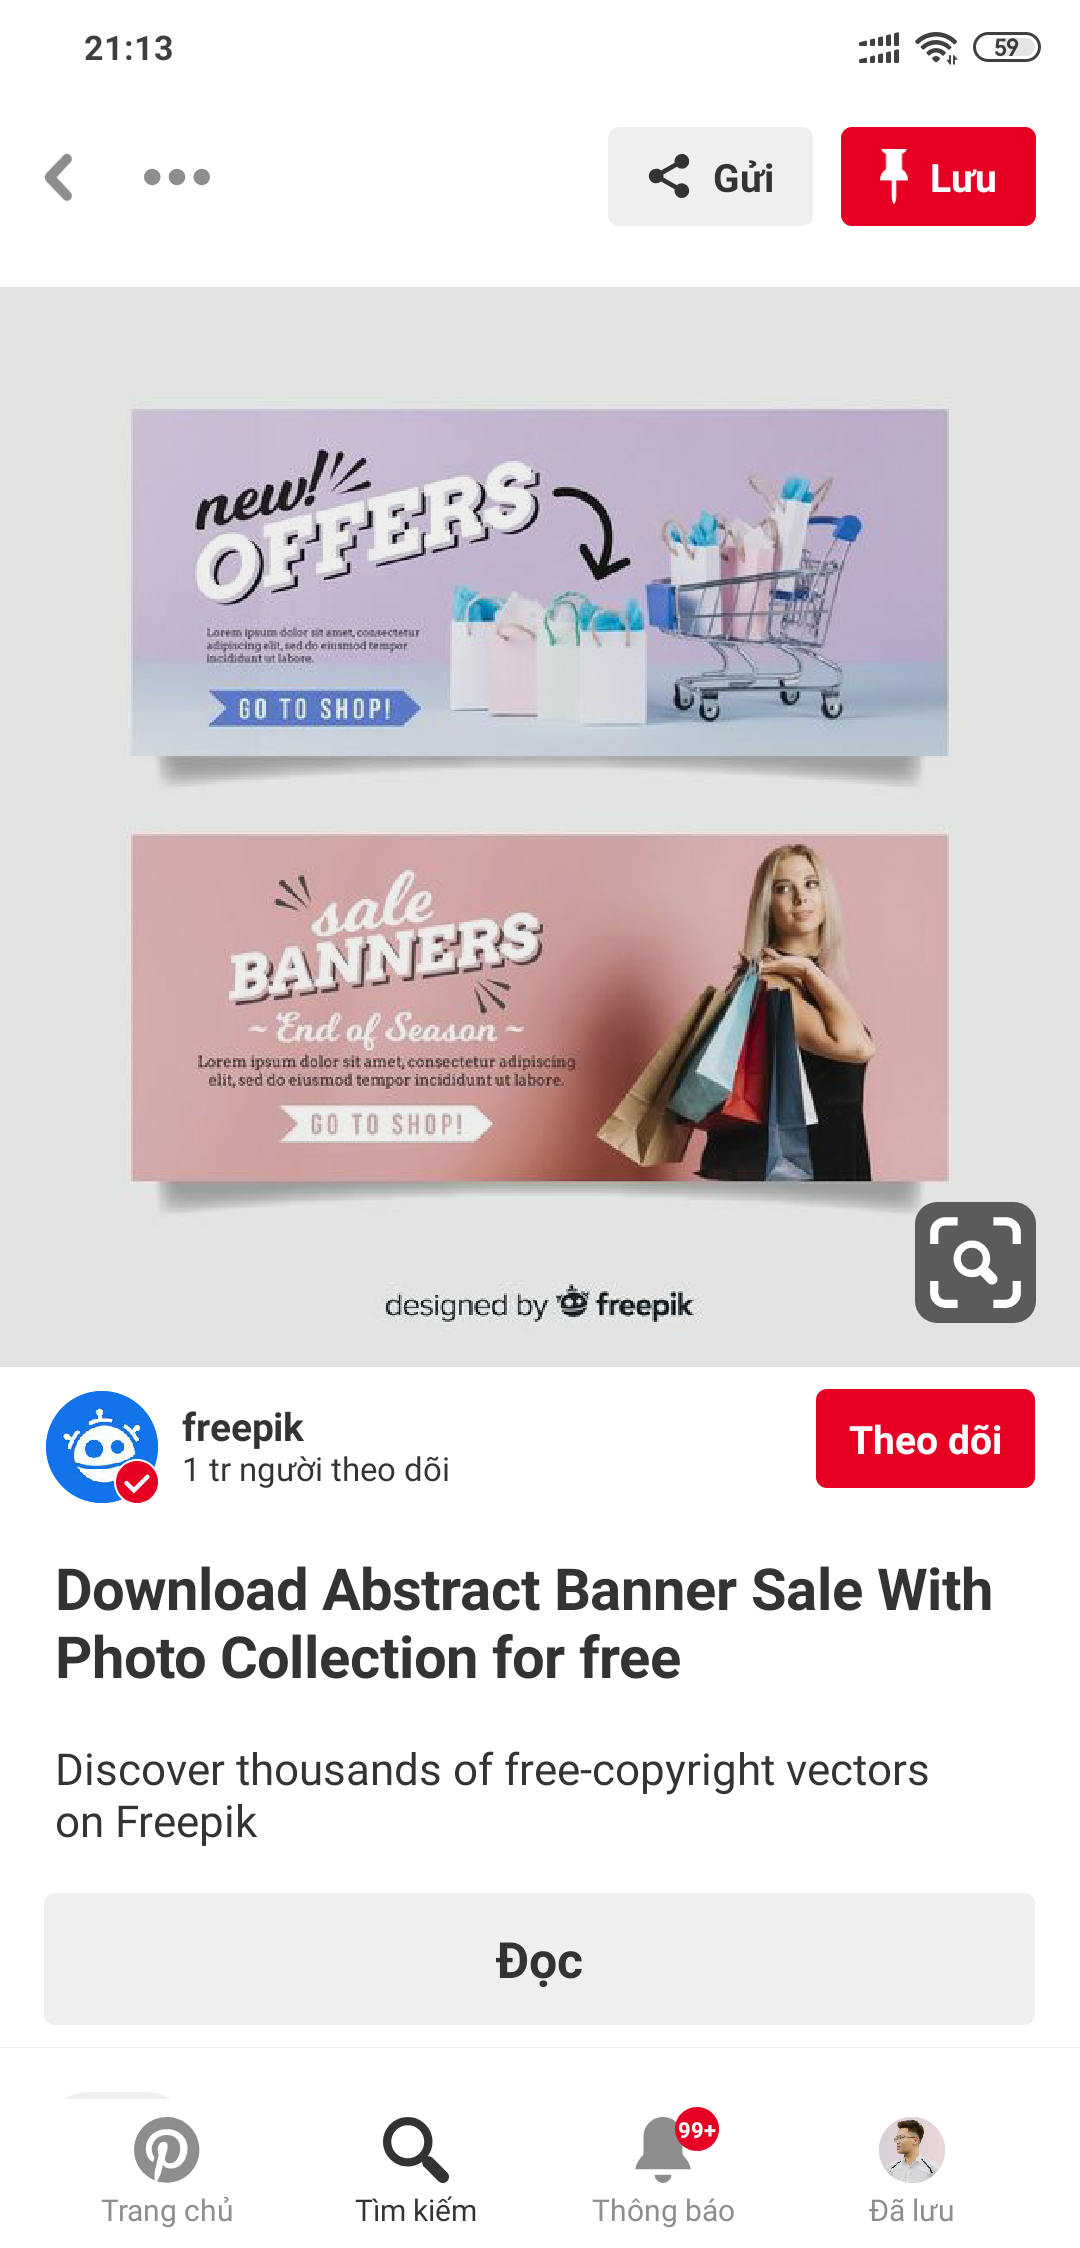 21:13
59
Gửi
Lưu
new!
OFFERS
Lorem ipsum dolor sit amet, consectetur
adipiscing elit, sed do eiusmod tempor
incididunt ut labore.
GO TO SHOP!
sale
BANNERS
~ End of Season ~
Lorem ipsum dolor sit amet, consectetur adipiscing
elit, sed do eiusmod tempor incididunt ut labore.
GO TO SHOP!
designed by freepik
freepik
1 tr người theo dõi
Theo dõi
Download Abstract Banner Sale With
Photo Collection for free
Discover thousands of free-copyright vectors
on Freepik
Đọc
99+
Trang chủ
Tìm kiếm
Thông báo
Đã lưu